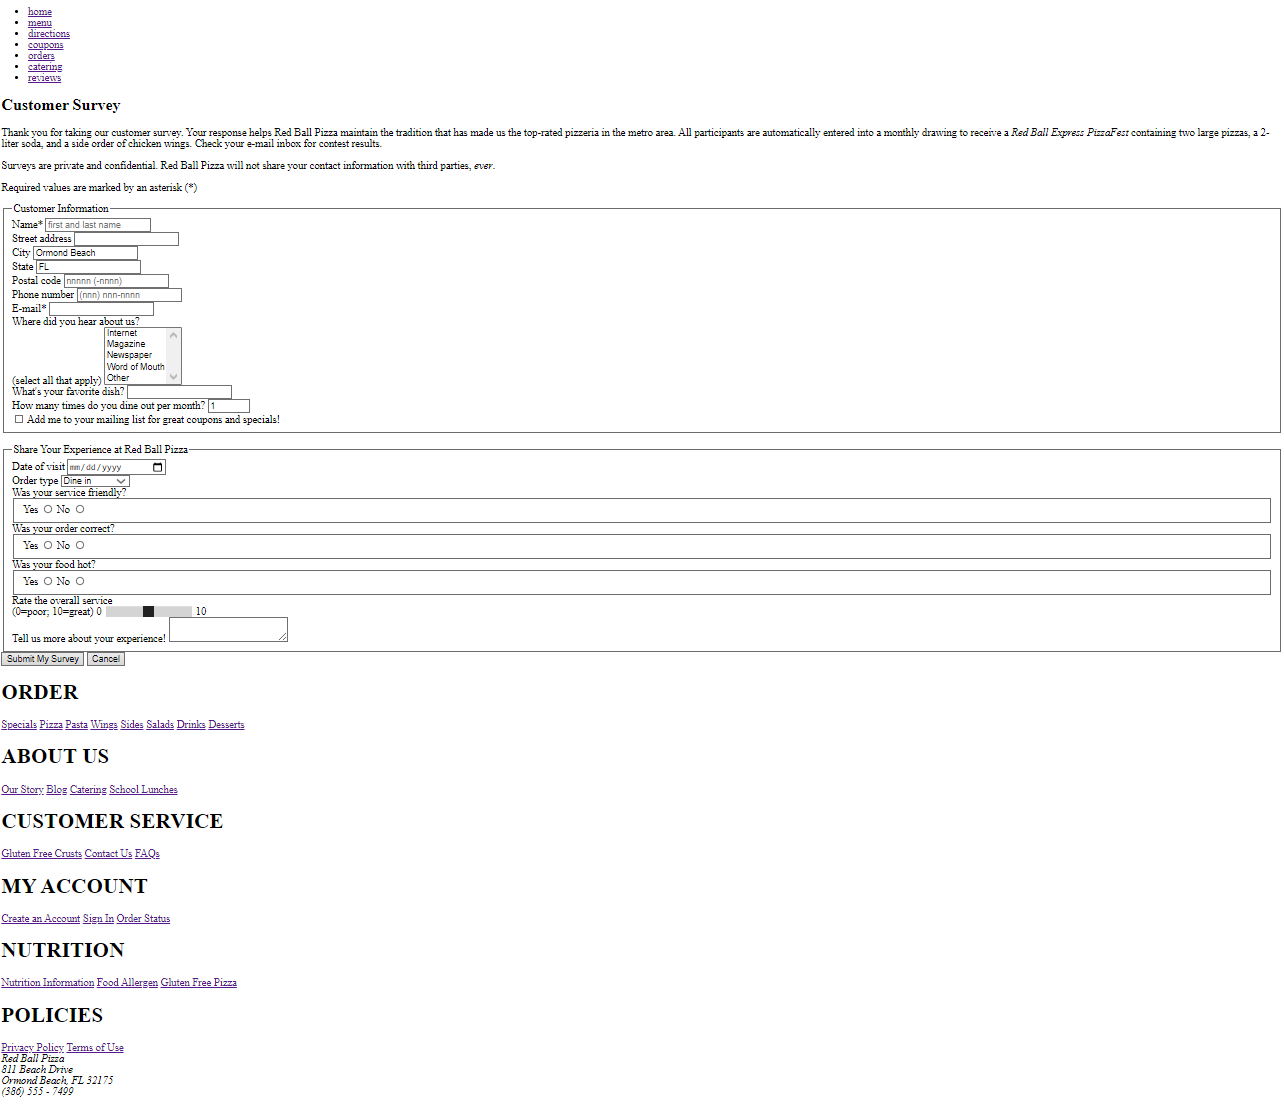 home
menu
directions
coupons
orders
catering
reviews
Customer Survey
Thank you for taking our customer survey. Your response helps Red Ball Pizza maintain the tradition that has made us the top-rated pizzeria in the metro area. All participants are automatically entered into a monthly drawing to receive a Red Ball Express PizzaFest containing two large pizzas, a 2-
liter soda, and a side order of chicken wings. Check your e-mail inbox for contest results.
Surveys are private and confidential. Red Ball Pizza will not share your contact information with third parties, ever.
Required values are marked by an asterisk (*)
Customer Information
Name* first and last name
Street address
City Ormond Beach
State FL
Postal code nnnnn (-nnnn)
Phone number (nnn) nnn-nnnn
E-mail*
Where did you hear about us?
Internet
Magazine
Newspaper
Word of Mouth
(select all that apply) Other
What's your favorite dish?
How many times do you dine out per month? 1
Add me to your mailing list for great coupons and specials!
Share Your Experience at Red Ball Pizza
Date of visit mm/dd/yyyy
Order type Dine in
Was your service friendly?
Yes No
Was your order correct?
Yes No
Was your food hot?
Yes No
Rate the overall service
(0=poor; 10=great) 0 10
Tell us more about your experience!
Submit My Survey Cancel
ORDER
Specials Pizza Pasta Wings Sides Salads Drinks Desserts
ABOUT US
Our Story Blog Catering School Lunches
CUSTOMER SERVICE
Gluten Free Crusts Contact Us FAQs
MY ACCOUNT
Create an Account Sign In Order Status
NUTRITION
Nutrition Information Food Allergen Gluten Free Pizza
POLICIES
Privacy Policy Terms of Use
Red Ball Pizza
811 Beach Drive
Ormond Beach, FL 32175
(386) 555 - 7499